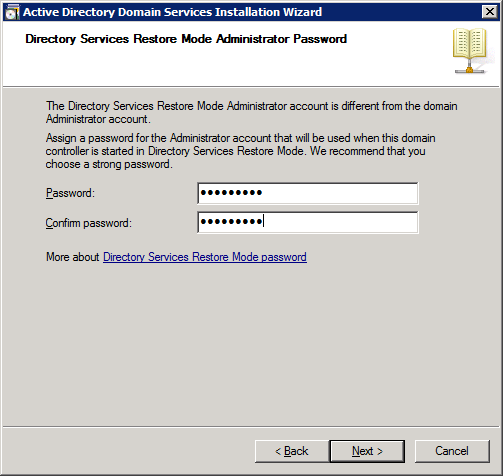 Active Directory Domain Services Installation Wizard
Directory Services Restore Mode Administrator Password
The Directory Services Restore Mode Administrator account is different from the domain
Administrator account.
Assign a password for the Administrator account that will be used when this domain
controller is started in Directory Services Restore Mode. We recommend that you
choose a strong password.
Password: ●●●●●●●●●
Confirm password: ●●●●●●●●●
More about Directory Services Restore Mode password
< Back Next > Cancel